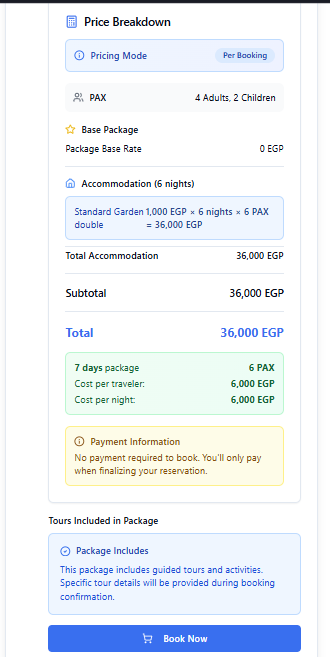 Price Breakdown
Pricing Mode Per Booking
PAX 4 Adults, 2 Children
Base Package
Package Base Rate 0 EGP
Accommodation (6 nights)
Standard Garden 1,000 EGP × 6 nights × 6 PAX
double = 36,000 EGP
Total Accommodation 36,000 EGP
Subtotal 36,000 EGP
Total 36,000 EGP
7 days package 6 PAX
Cost per traveler: 6,000 EGP
Cost per night: 6,000 EGP
Payment Information
No payment required to book. You'll only pay
when finalizing your reservation.
Tours Included in Package
Package Includes
This package includes guided tours and activities.
Specific tour details will be provided during booking
confirmation.
Book Now